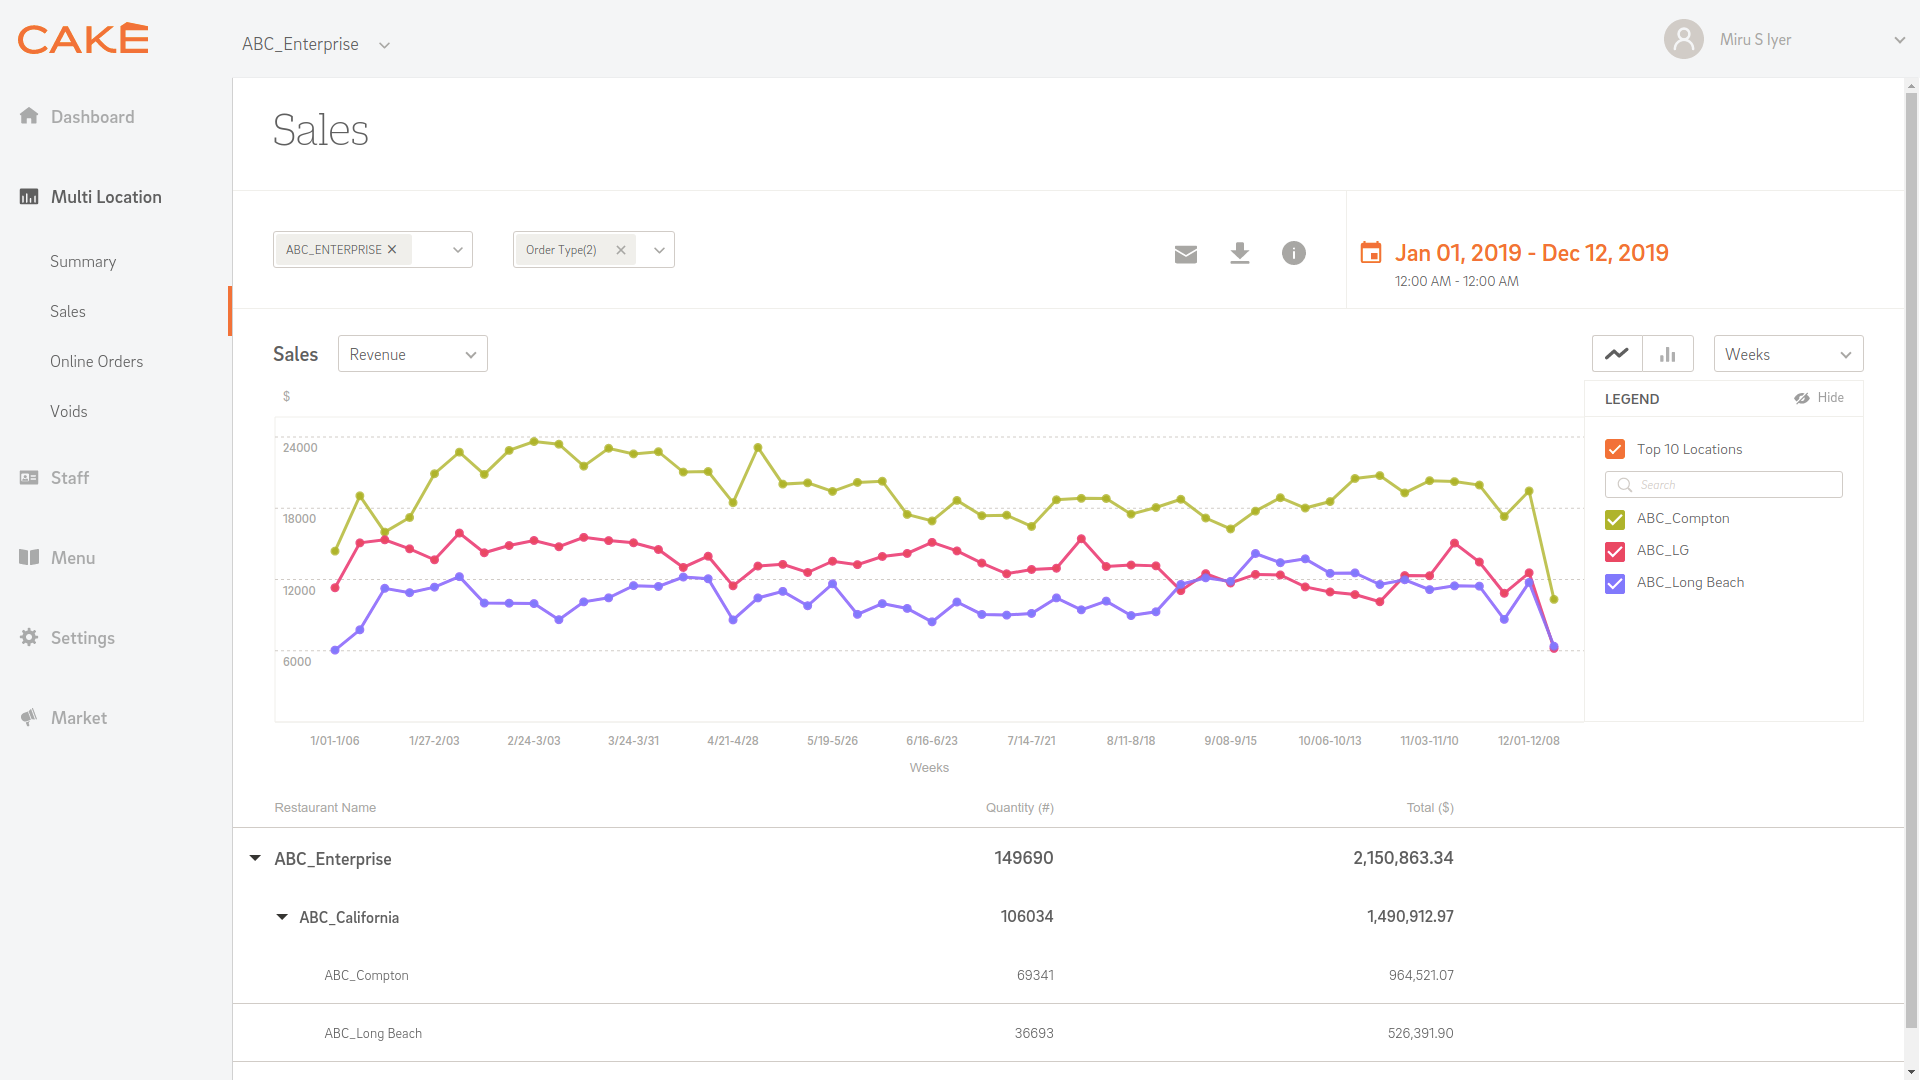 CAKE
ABC_Enterprise
Miru S Iyer
Dashboard
Multi Location
Summary
Sales
Online Orders
Voids
Staff
Menu
Settings
Market
Sales
ABC_ENTERPRISE
Order Type(2)
Jan 01, 2019 - Dec 12, 2019
12:00 AM - 12:00 AM
Sales
Revenue
Weeks
$
24000
18000
12000
6000
1/01-1/06 1/27-2/03 2/24-3/03 3/24-3/31 4/21-4/28 5/19-5/26 6/16-6/23 7/14-7/21 8/11-8/18 9/08-9/15 10/06-10/13 11/03-11/10 12/01-12/08
Weeks
LEGEND
Hide
Top 10 Locations
Search
ABC_Compton
ABC_LG
ABC_Long Beach
Restaurant Name Quantity (#) Total ($)
ABC_Enterprise 149690 2,150,863.34
ABC_California 106034 1,490,912.97
ABC_Compton 69341 964,521.07
ABC_Long Beach 36693 526,391.90